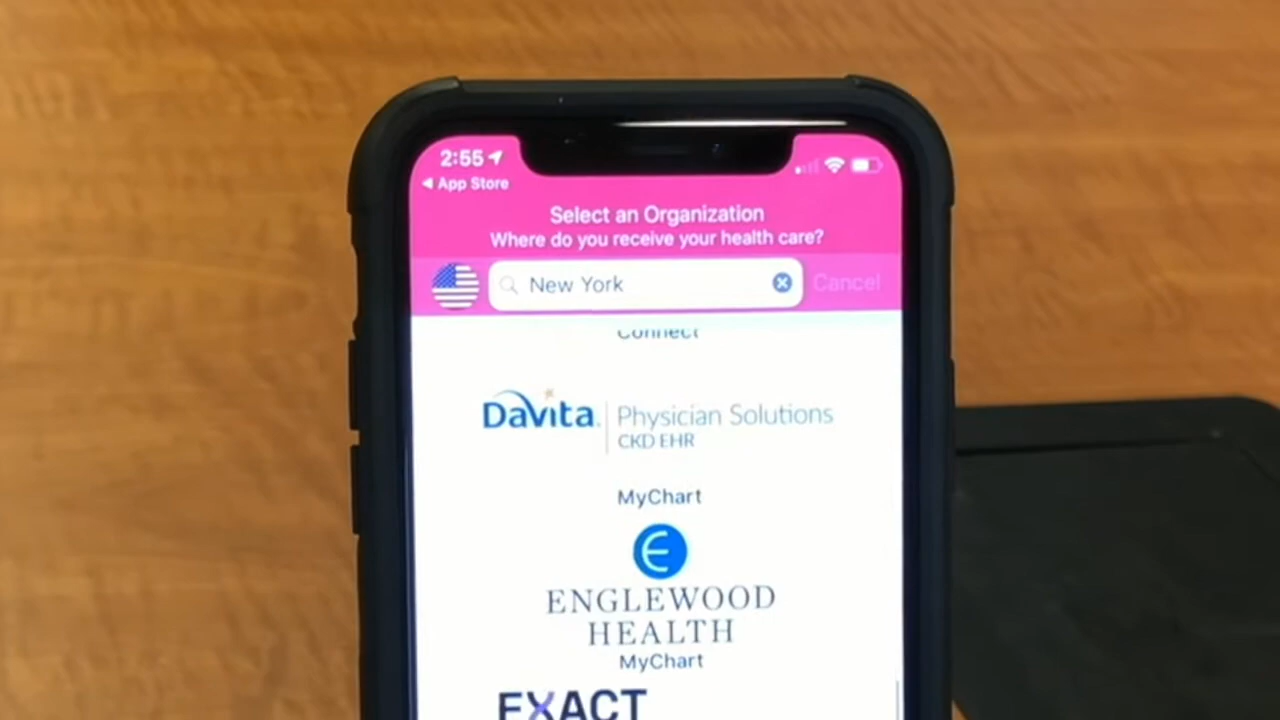 2:55
App Store
Select an Organization
Where do you receive your health care?
New York
Cancel
Connect
DaVita. Physician Solutions
CKD EHR
MyChart
E
ENGLEWOOD
HEALTH
MyChart
EXACT